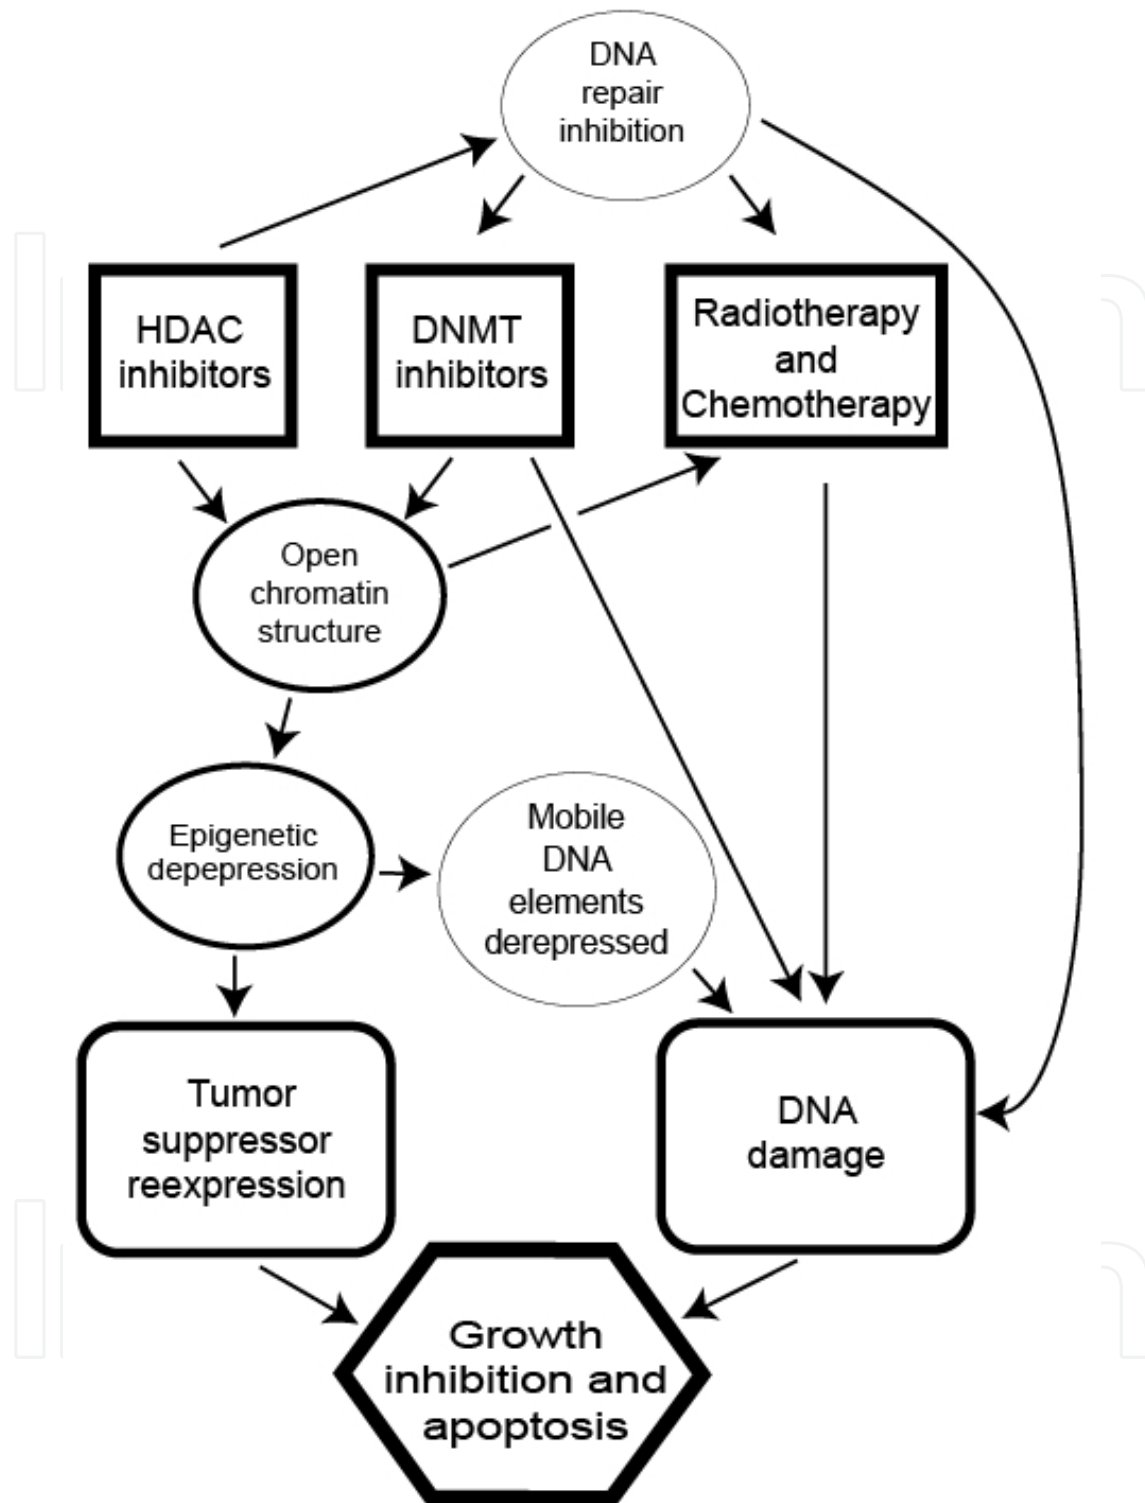 DNA
repair
inhibition
HDAC
inhibitors
DNMT
inhibitors
Radiotherapy
and
Chemotherapy
Open
chromatin
structure
Epigenetic
depepression
Mobile
DNA
elements
derepressed
Tumor
suppressor
reexpression
DNA
damage
Growth
inhibition and
apoptosis